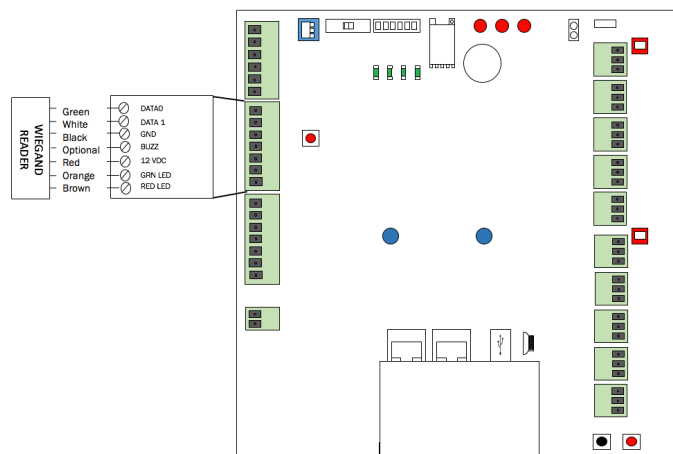 WIEGAND
READER
Green DATA0
White DATA 1
Black GND
Optional BUZZ
Red 12 VDC
Orange GRN LED
Brown RED LED